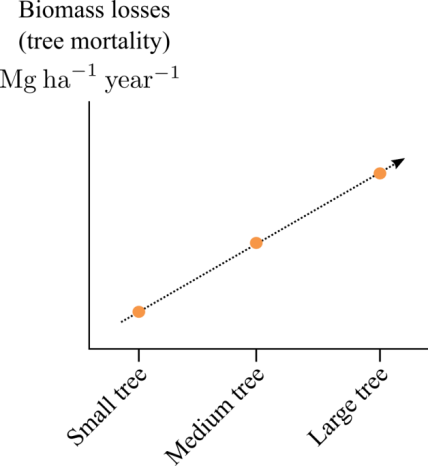 Biomass losses
(tree mortality)
Mg ha⁻¹ year⁻¹
Small tree
Medium tree
Large tree